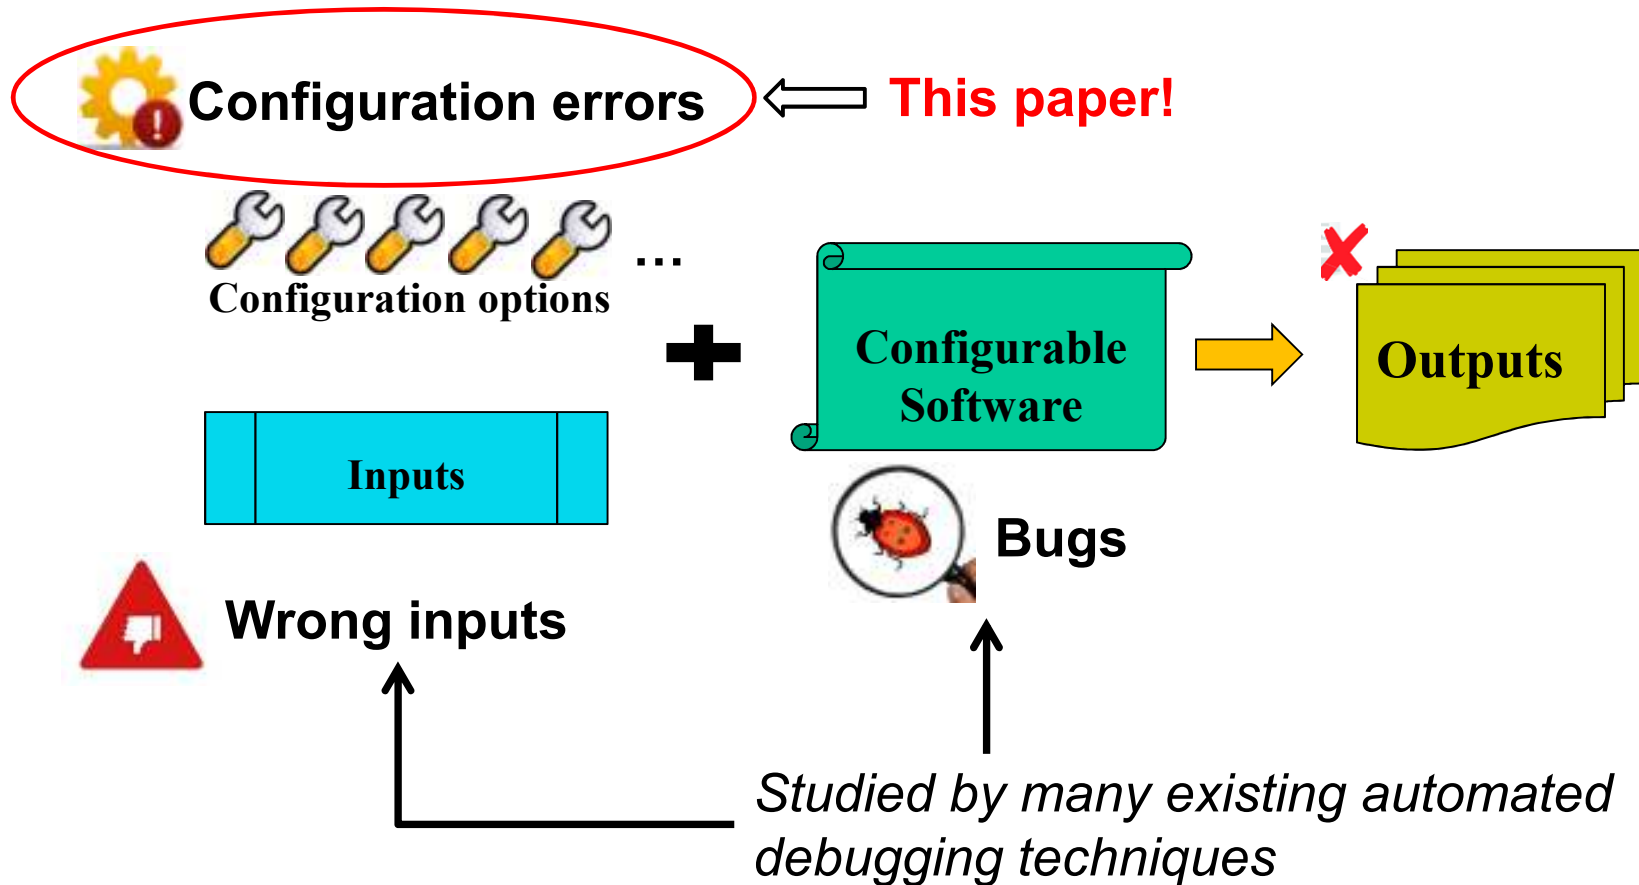 Configuration errors
This paper!
...
Configuration options
Configurable
Software
Outputs
Inputs
Bugs
Wrong inputs
Studied by many existing automated
debugging techniques